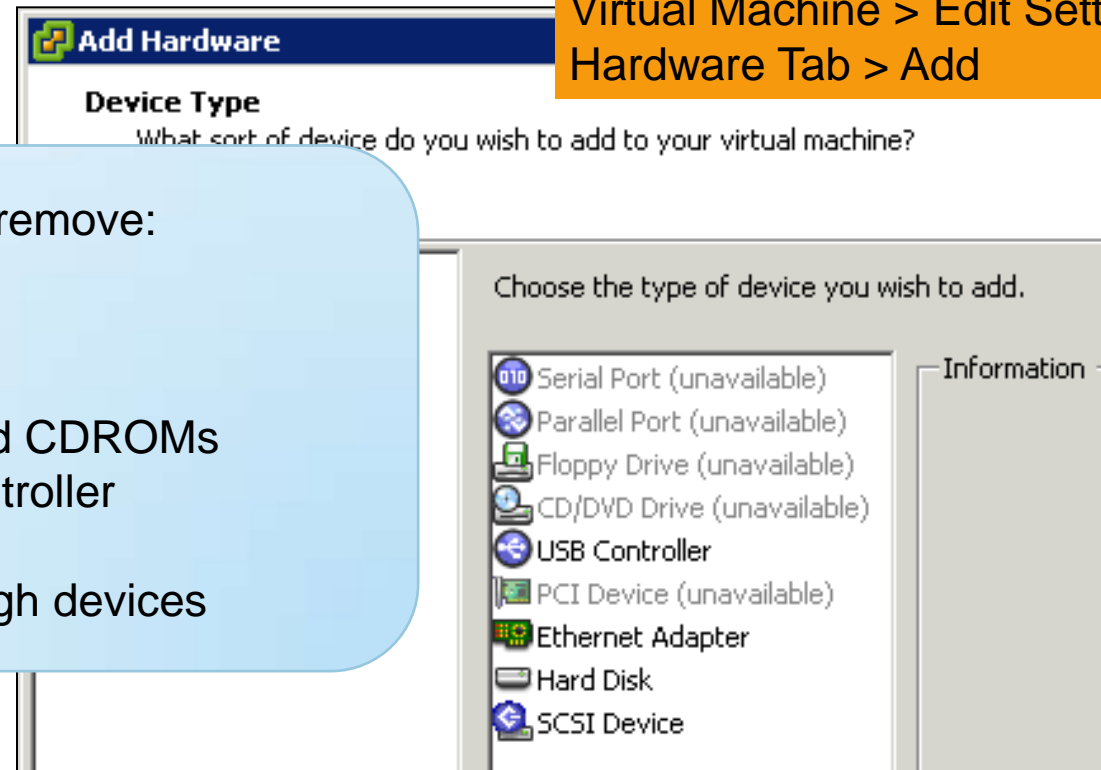 Virtual Machine > Edit Sett
Hardware Tab > Add
Add Hardware
Device Type
What sort of device do you wish to add to your virtual machine?
remove:
d CDROMs
troller
gh devices
Choose the type of device you wish to add.
Serial Port (unavailable)
Parallel Port (unavailable)
Floppy Drive (unavailable)
CD/DVD Drive (unavailable)
USB Controller
PCI Device (unavailable)
Ethernet Adapter
Hard Disk
SCSI Device
Information